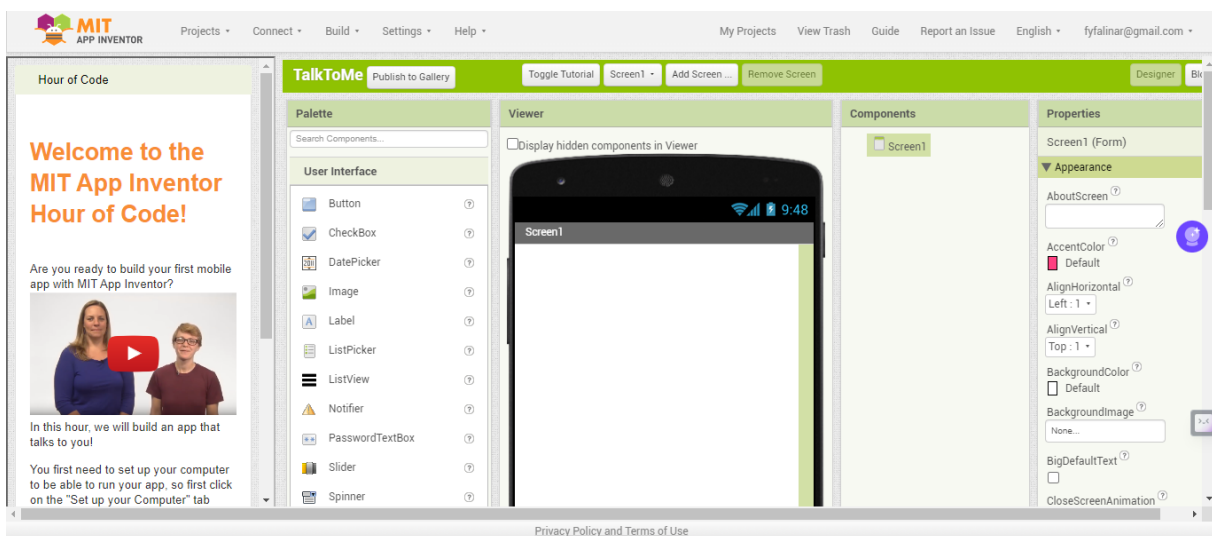 MIT
APP INVENTOR
Projects
Connect
Build
Settings
Help
My Projects
View Trash
Guide
Report an Issue
English
fyfalinar@gmail.com
Hour of Code
Welcome to the
MIT App Inventor
Hour of Code!
Are you ready to build your first mobile
app with MIT App Inventor?
In this hour, we will build an app that
talks to you!
You first need to set up your computer
to be able to run your app, so first click
on the "Set up your Computer" tab
TalkToMe
Publish to Gallery
Toggle Tutorial
Screen1
Add Screen ...
Remove Screen
Designer
Blo
Palette
Search Components...
User Interface
Button
CheckBox
DatePicker
Image
Label
ListPicker
ListView
Notifier
PasswordTextBox
Slider
Spinner
Viewer
Display hidden components in Viewer
9:48
Screen1
Components
Screen1
Properties
Screen1 (Form)
Appearance
AboutScreen
AccentColor
Default
AlignHorizontal
Left : 1
AlignVertical
Top : 1
BackgroundColor
Default
BackgroundImage
None...
BigDefaultText
CloseScreenAnimation
Privacy Policy and Terms of Use